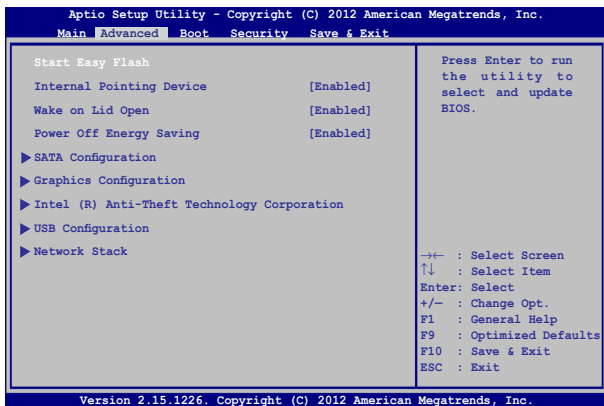 Aptio Setup Utility - Copyright (C) 2012 American Megatrends, Inc.
Main Advanced Boot Security Save & Exit
Start Easy Flash
Internal Pointing Device [Enabled]
Wake on Lid Open [Enabled]
Power Off Energy Saving [Enabled]
SATA Configuration
Graphics Configuration
Intel (R) Anti-Theft Technology Corporation
USB Configuration
Network Stack
Press Enter to run
the utility to
select and update
BIOS.
→← : Select Screen
↑↓ : Select Item
Enter: Select
+/— : Change Opt.
F1 : General Help
F9 : Optimized Defaults
F10 : Save & Exit
ESC : Exit
Version 2.15.1226. Copyright (C) 2012 American Megatrends, Inc.